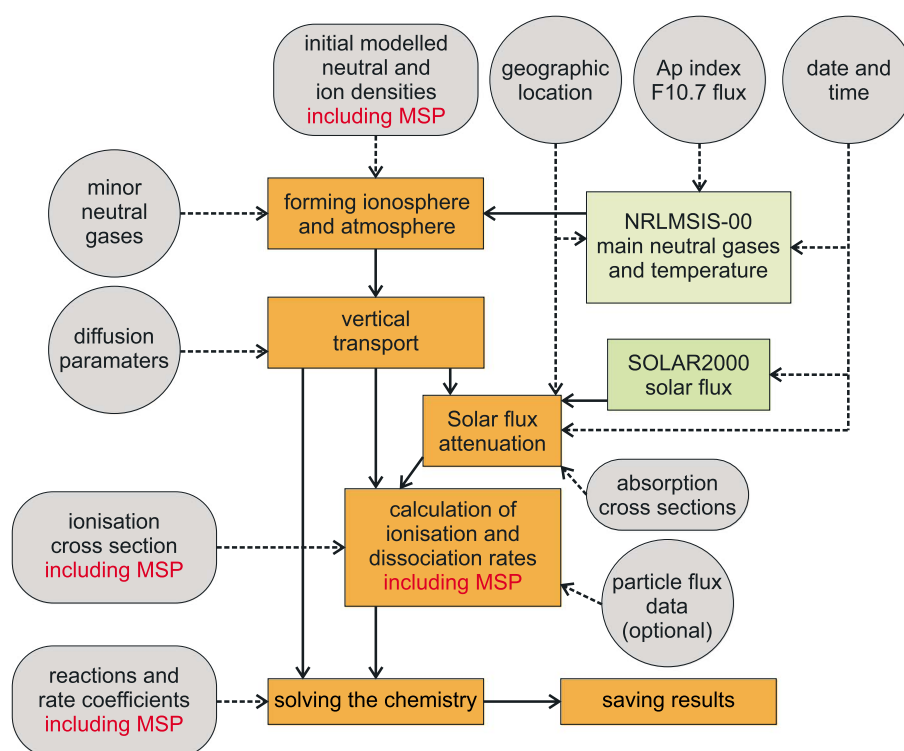 initial modelled
neutral and
ion densities
including MSP
geographic
location
Ap index
F10.7 flux
date and
time
minor
neutral
gases
forming ionosphere
and atmosphere
NRLMSIS-00
main neutral gases
and temperature
diffusion
paramaters
vertical
transport
SOLAR2000
solar flux
Solar flux
attenuation
absorption
cross sections
ionisation
cross section
including MSP
calculation of
ionisation and
dissociation rates
including MSP
particle flux
data
(optional)
reactions and
rate coefficients
including MSP
solving the chemistry
saving results